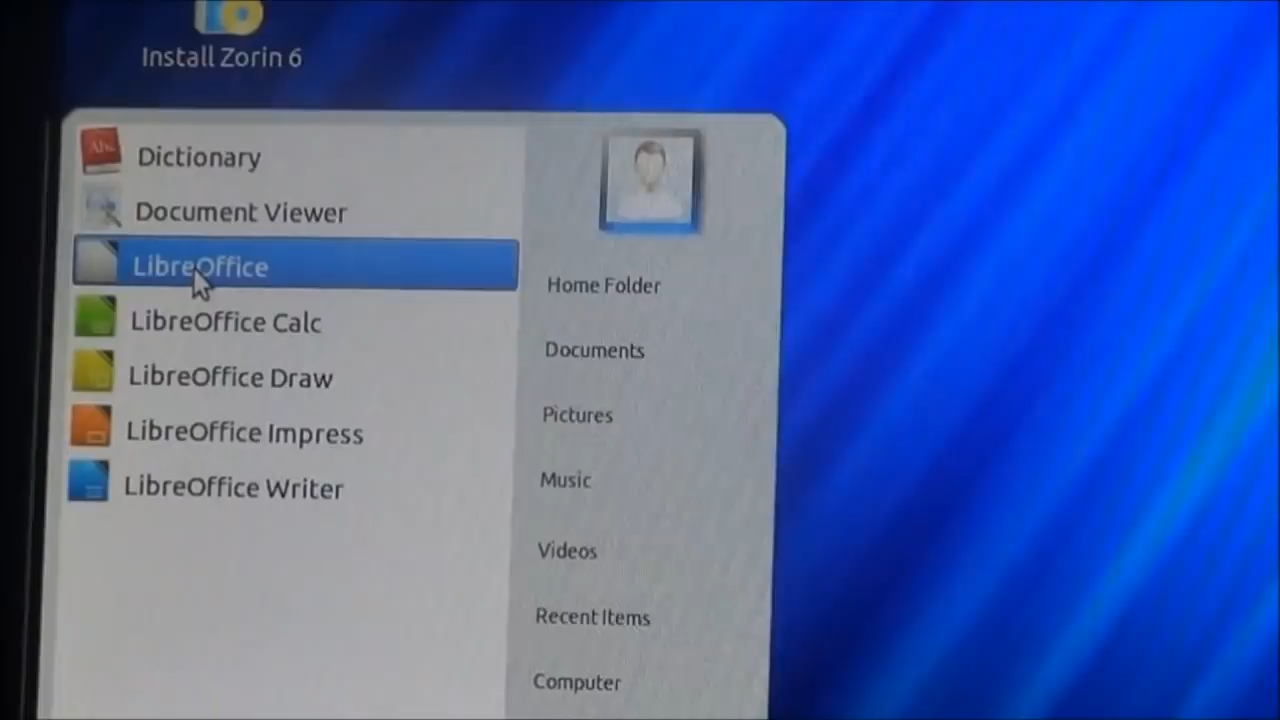 Install Zorin 6
Dictionary
Document Viewer
LibreOffice
LibreOffice Calc
LibreOffice Draw
LibreOffice Impress
LibreOffice Writer
Home Folder
Documents
Pictures
Music
Videos
Recent Items
Computer